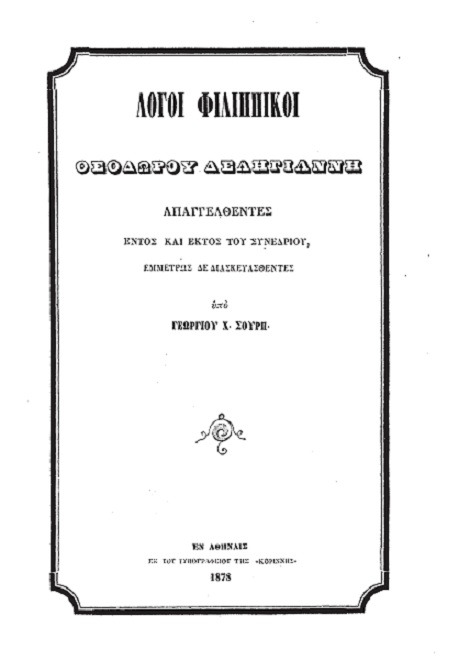 ΛΟΓΟΙ ΦΙΛΙΠΠΙΚΟΙ
ΘΕΟΔΩΡΟΥ ΔΕΛΗΓΙΑΝΝΗ
ΑΠΑΓΓΕΛΘΕΝΤΕΣ
ΕΝΤΟΣ ΚΑΙ ΕΚΤΟΣ ΤΟΥ ΣΥΝΕΔΡΙΟΥ,
ΕΜΜΕΤΡΩΣ ΔΕ ΔΙΑΣΚΕΥΑΣΘΕΝΤΕΣ
ὑπὸ
ΓΕΩΡΓΙΟΥ Χ. ΣΟΥΡΗ.
ἘΝ ΑΘΗΝΑΙΣ
ΕΚ ΤΟΥ ΤΥΠΟΓΡΑΦΕΙΟΥ ΤΗΣ «ΚΟΡΙΝΝΗΣ»
1878